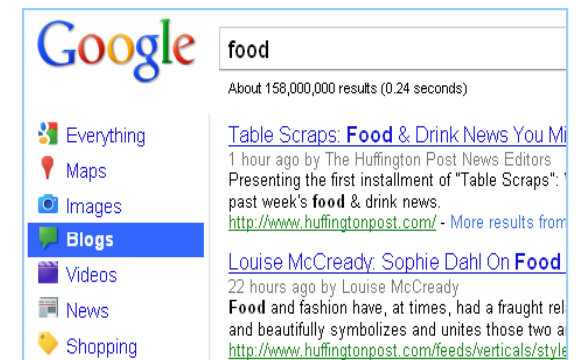 Google
food
About 158,000,000 results (0.24 seconds)
Everything
Maps
Images
Blogs
Videos
News
Shopping
Table Scraps: Food & Drink News You Mi
1 hour ago by The Huffington Post News Editors
Presenting the first installment of "Table Scraps":
past week's food & drink news.
http://www.huffingtonpost.com/ - More results from
Louise McCready: Sophie Dahl On Food
22 hours ago by Louise McCready
Food and fashion have, at times, had a fraught rel
and beautifully symbolizes and unites those two a
http://www.huffingtonpost.com/feeds/verticals/style